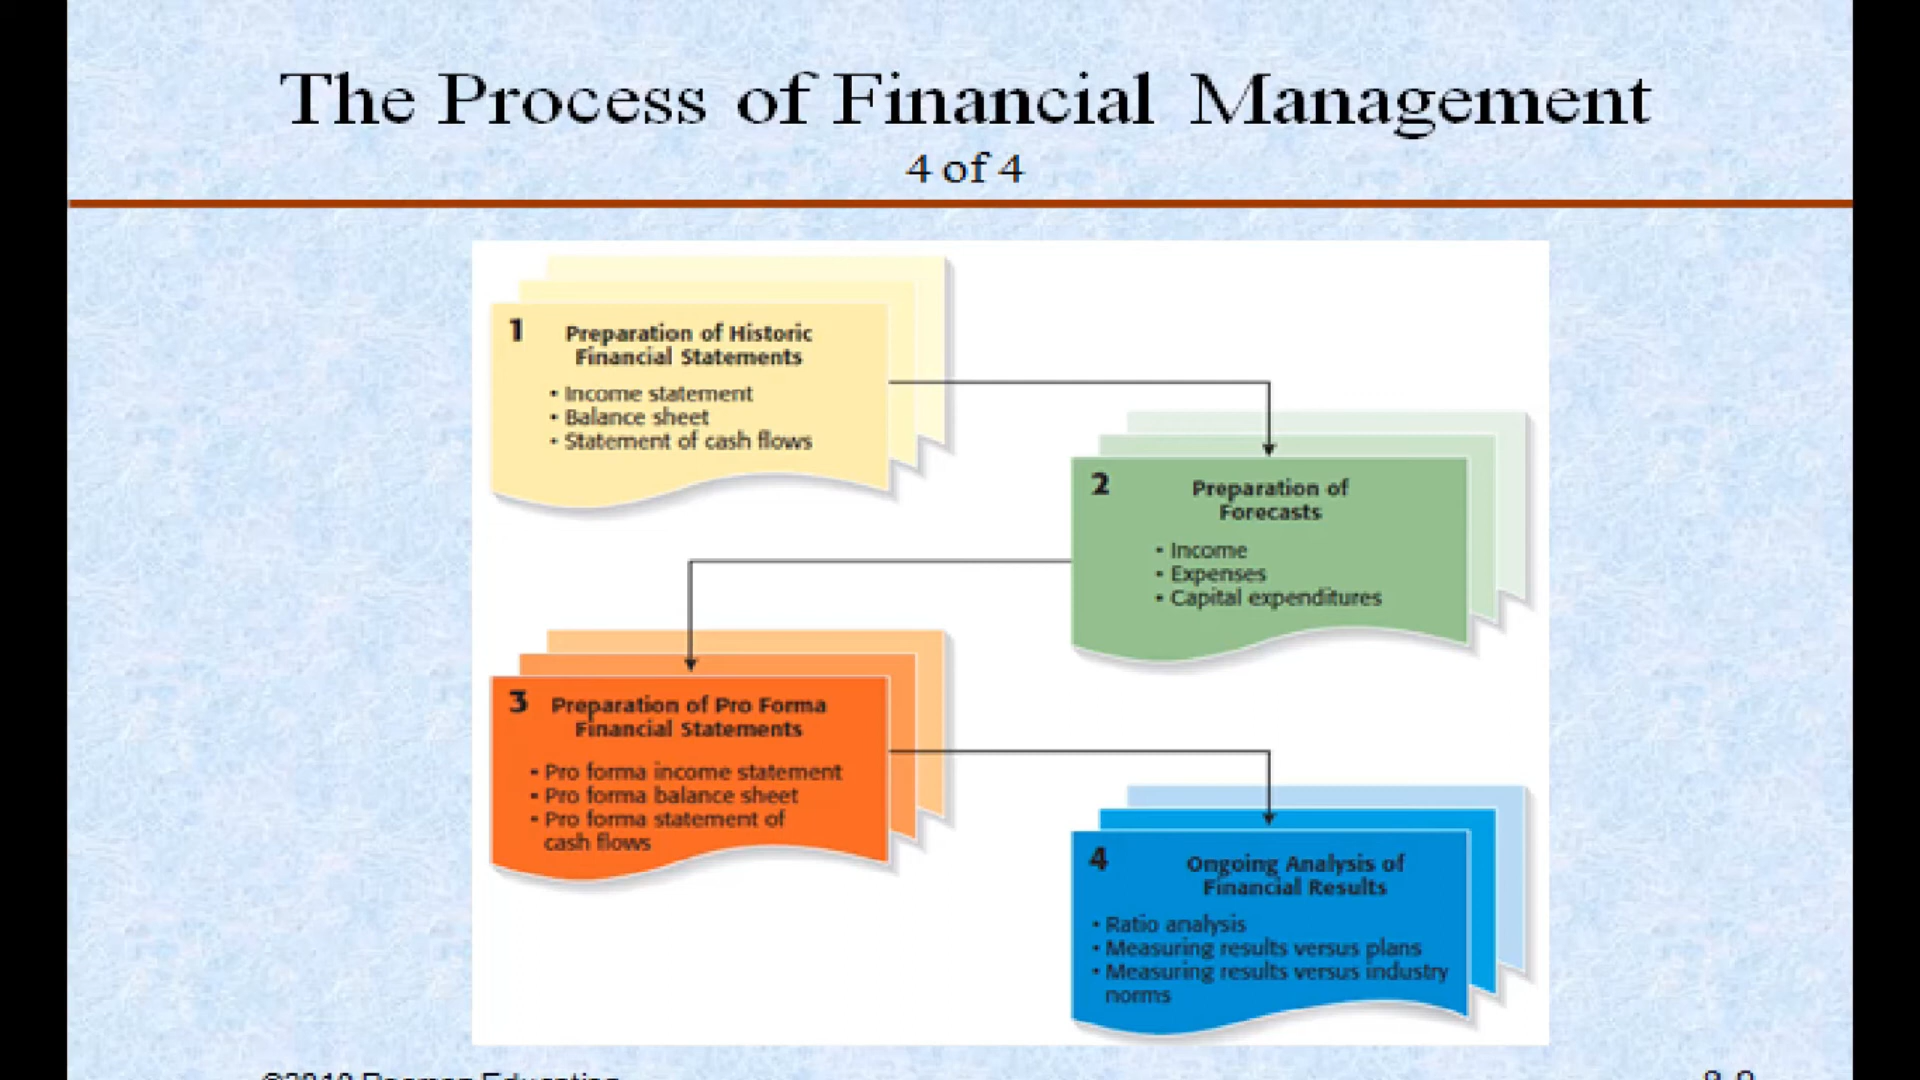 The Process of Financial Management
4 of 4
1 Preparation of Historic
Financial Statements
• Income statement
• Balance sheet
• Statement of cash flows
2 Preparation of
Forecasts
• Income
• Expenses
• Capital expenditures
3 Preparation of Pro Forma
Financial Statements
• Pro forma income statement
• Pro forma balance sheet
• Pro forma statement of
cash flows
4 Ongoing Analysis of
Financial Results
• Ratio analysis
• Measuring results versus plans
• Measuring results versus industry
norms